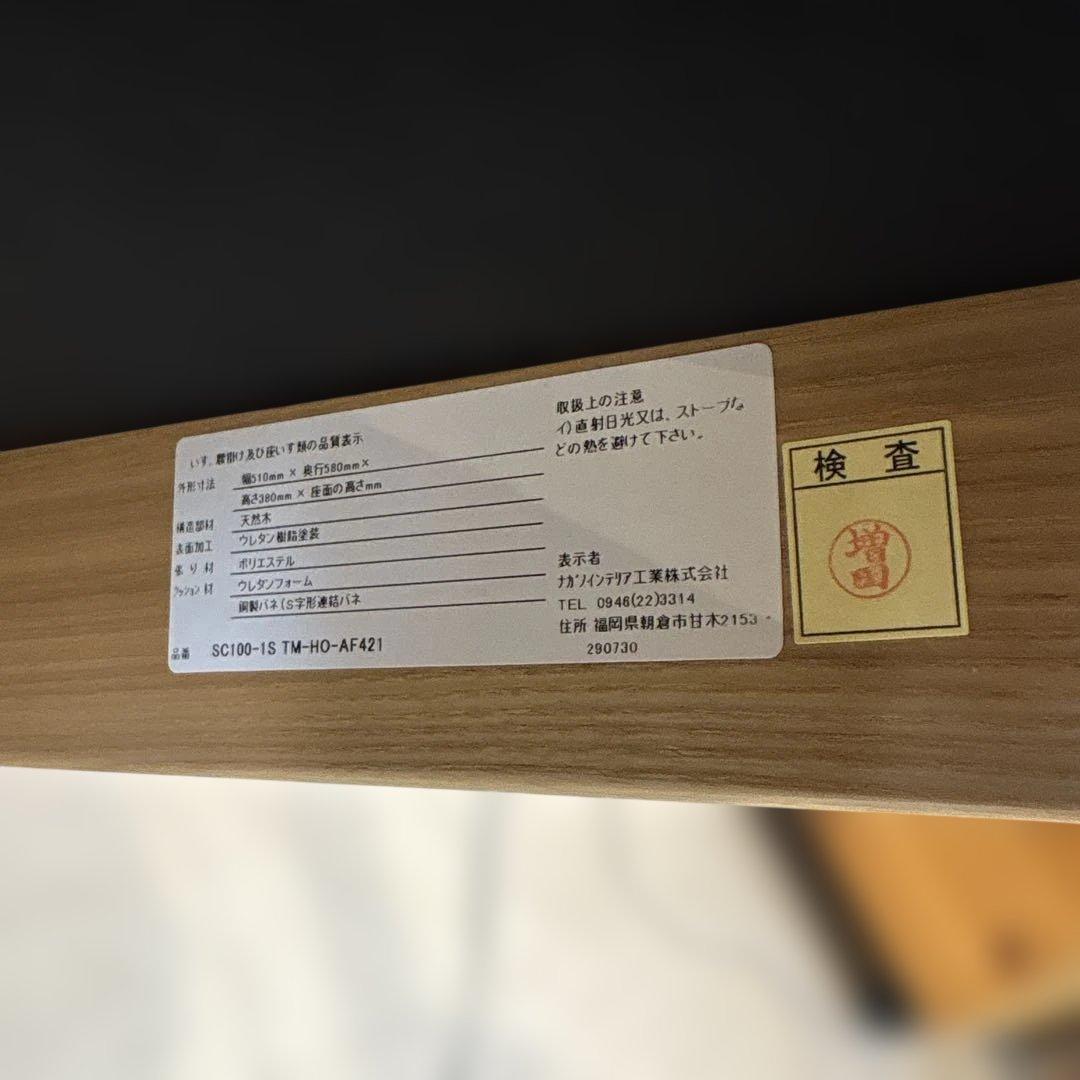 いす、腰掛け及び座いす類の品質表示
外形寸法 幅510mm × 奥行580mm×
高さ380mm × 座面の高さmm
構造部材 天然木
表面加工 ウレタン樹脂塗装
張り材 ポリエステル
クッション材 ウレタンフォーム
鋼製バネ(S字形連結バネ
品番 SC100-1S TM-HO-AF421
取扱上の注意
イ)直射日光又は、ストーブな
どの熱を避けて下さい。
表示者
ナガノインテリア工業株式会社
TEL 0946(22)3314
住所 福岡県朝倉市甘木2153-
290730
検査
増田